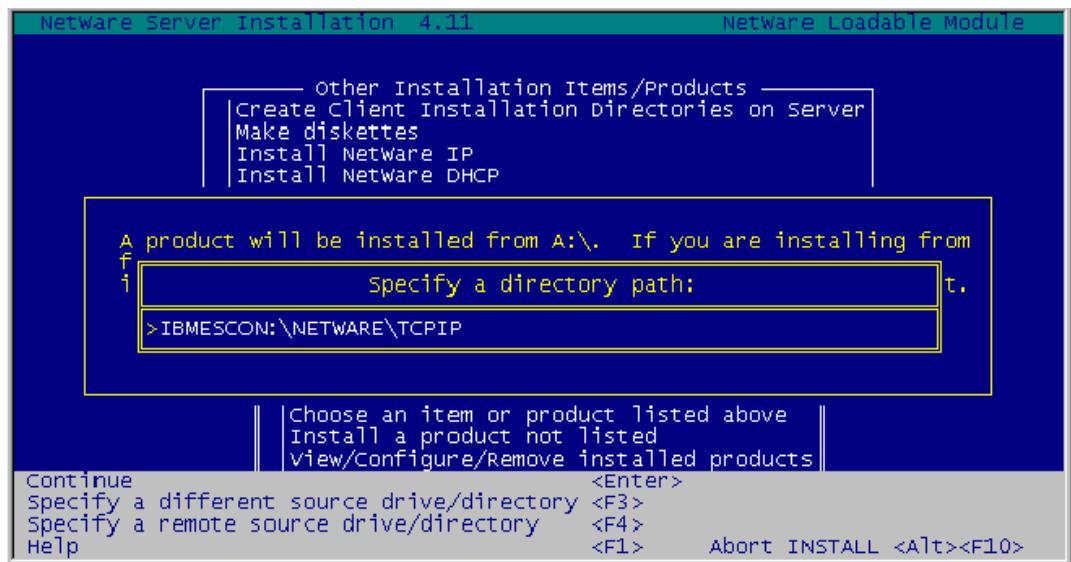 NetWare Server Installation 4.11 NetWare Loadable Module
Other Installation Items/Products
Create Client Installation Directories on Server
Make diskettes
Install NetWare IP
Install NetWare DHCP
A product will be installed from A:\. If you are installing from
f
Specify a directory path:
i t.
>IBMESCON:\NETWARE\TCPIP
Choose an item or product listed above
Install a product not listed
View/Configure/Remove installed products
Continue <Enter>
Specify a different source drive/directory <F3>
Specify a remote source drive/directory <F4>
Help <F1> Abort INSTALL <Alt><F10>